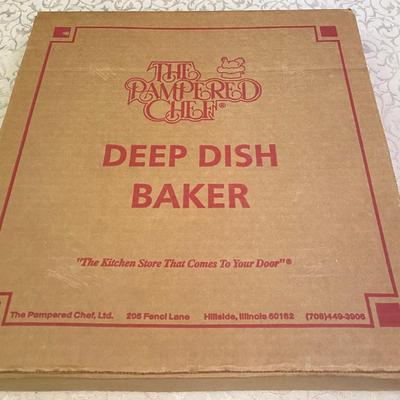 THE
PAMPERED
CHEF®
DEEP DISH
BAKER
"The Kitchen Store That Comes To Your Door"®
The Pampered Chef, Ltd. 205 Fencl Lane Hillside, Illinois 60162 (708)449-3906